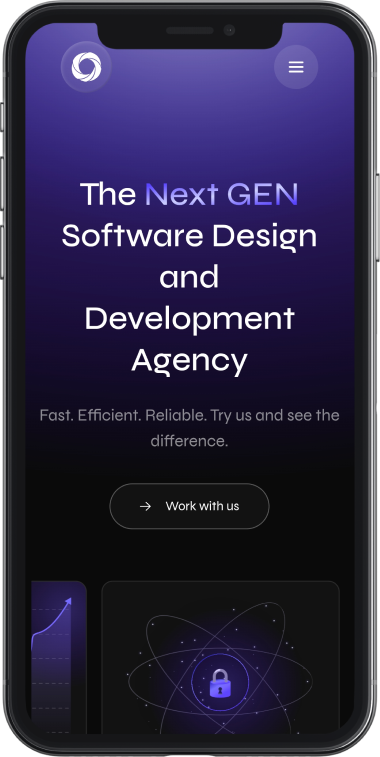 The Next GEN
Software Design
and
Development
Agency
Fast. Efficient. Reliable. Try us and see the
difference.
Work with us